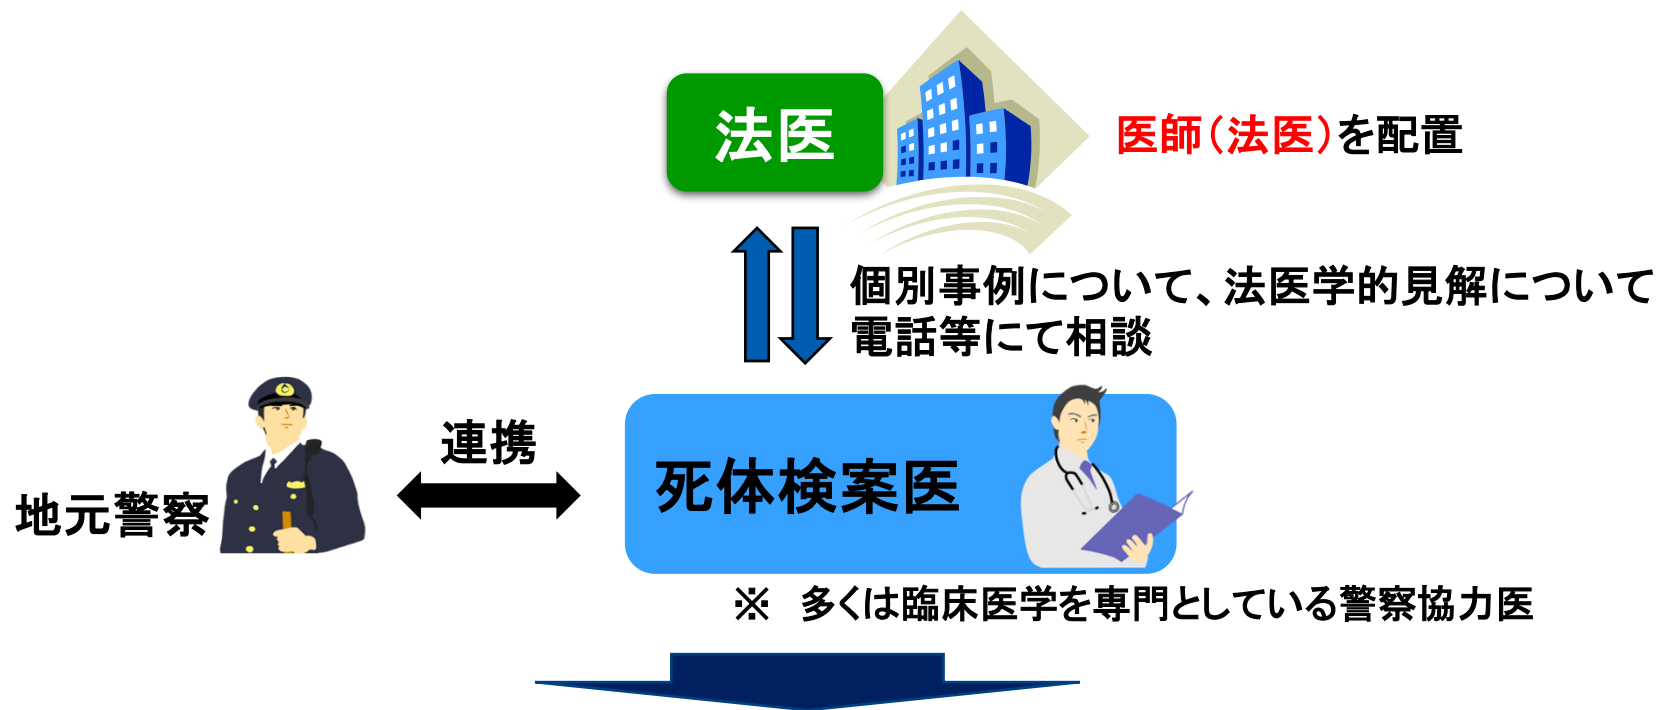 法医
医師(法医)を配置
個別事例について、法医学的見解について
電話等にて相談
連携
地元警察
死体検案医
※　多くは臨床医学を専門としている警察協力医